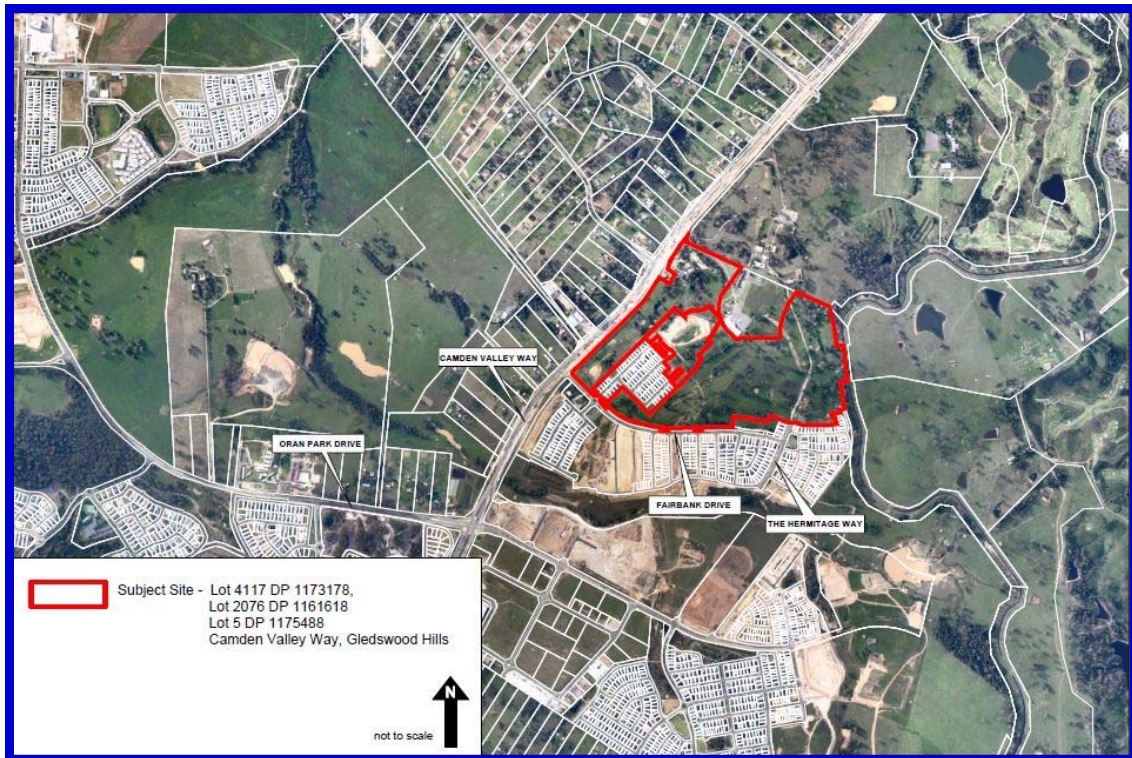 CAMDEN VALLEY WAY
ORAN PARK DRIVE
FAIRBANK DRIVE
THE HERMITAGE WAY
Subject Site - Lot 4117 DP 1173178,
Lot 2076 DP 1161618
Lot 5 DP 1175488
Camden Valley Way, Gledswood Hills
N
not to scale